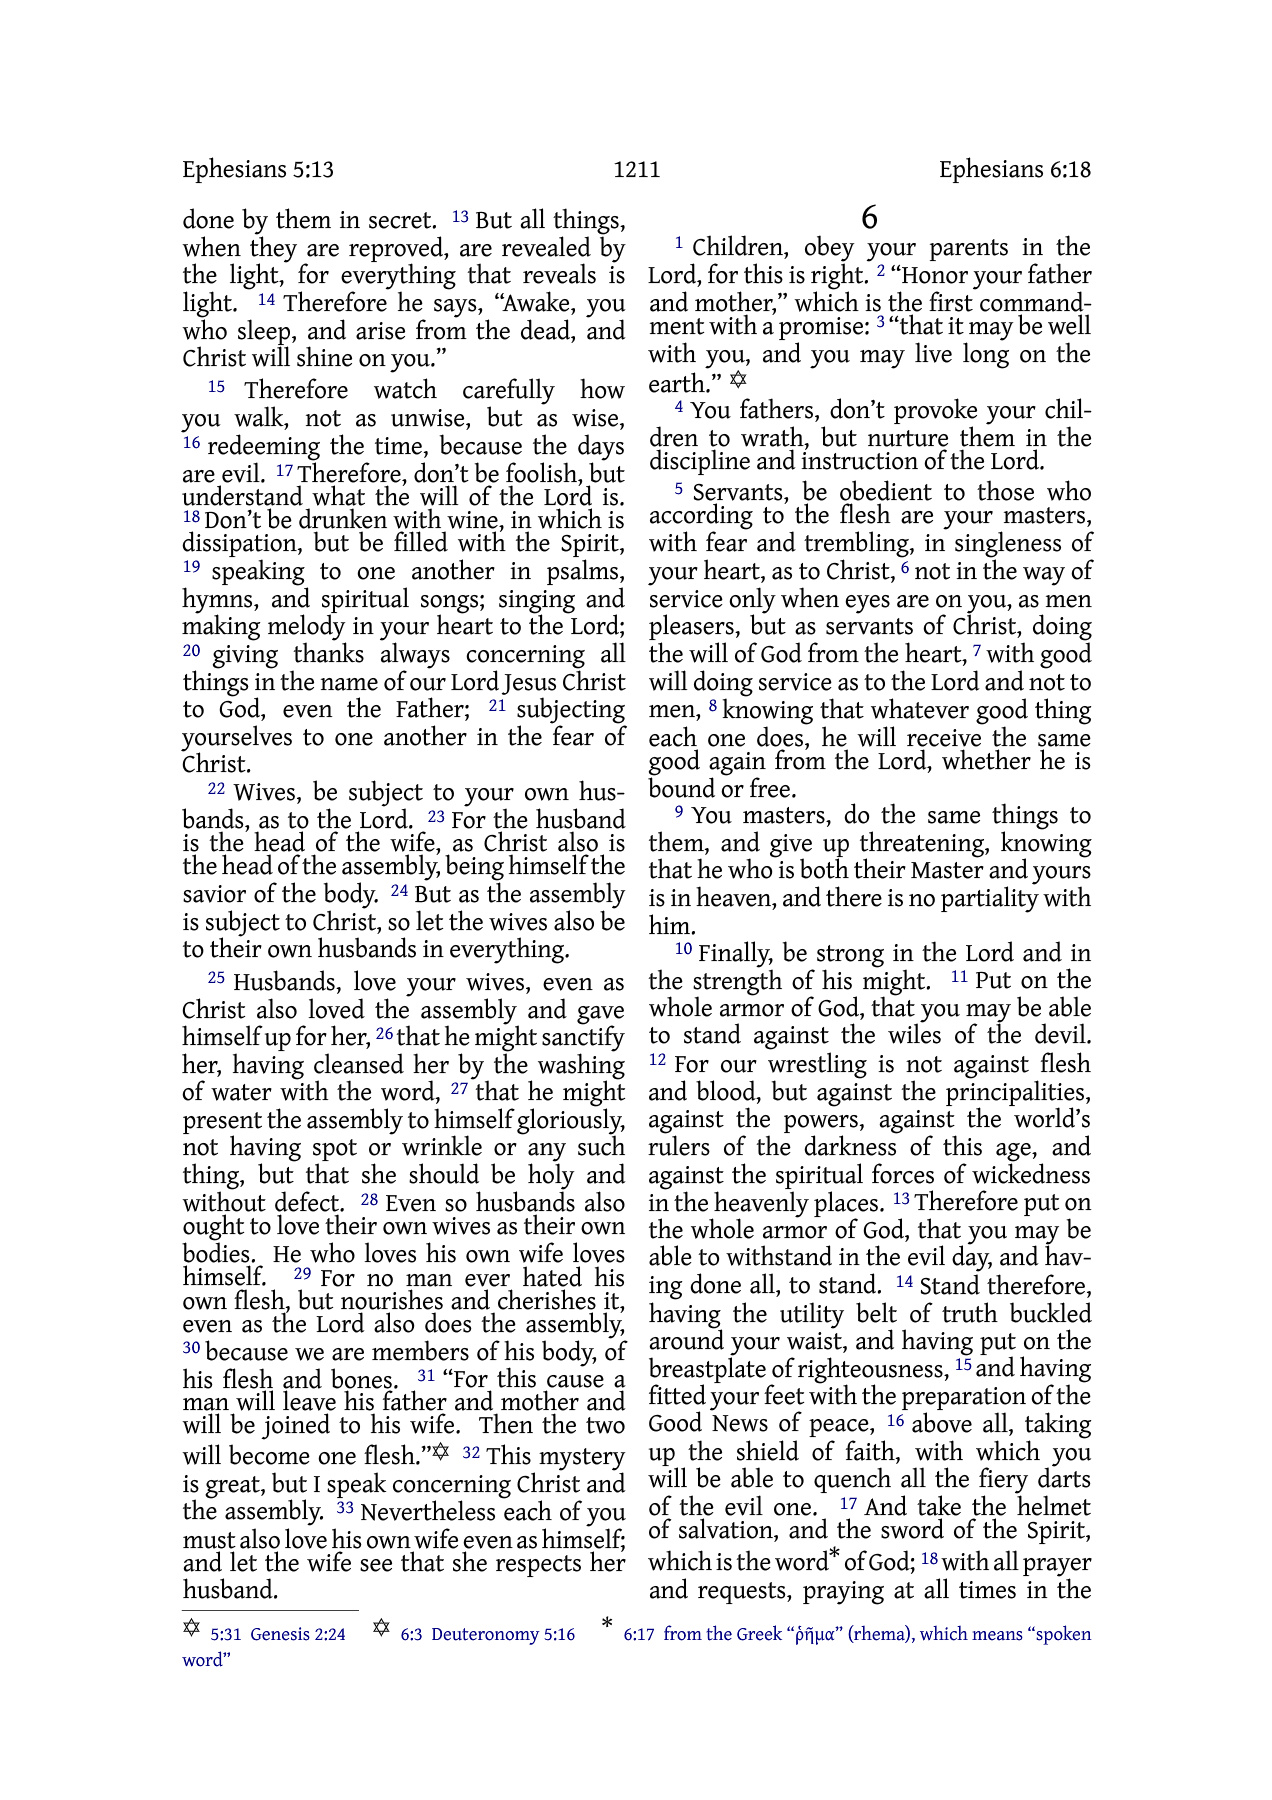 Ephesians 5:13 1211 Ephesians 6:18
done by them in secret. 13 But all things,
when they are reproved, are revealed by
the light, for everything that reveals is
light. 14 Therefore he says, “Awake, you
who sleep, and arise from the dead, and
Christ will shine on you.”
15 Therefore watch carefully how
you walk, not as unwise, but as wise,
16 redeeming the time, because the days
are evil. 17 Therefore, don’t be foolish, but
understand what the will of the Lord is.
18 Don’t be drunken with wine, in which is
dissipation, but be filled with the Spirit,
19 speaking to one another in psalms,
hymns, and spiritual songs; singing and
making melody in your heart to the Lord;
20 giving thanks always concerning all
things in the name of our Lord Jesus Christ
to God, even the Father; 21 subjecting
yourselves to one another in the fear of
Christ.
22 Wives, be subject to your own hus-
bands, as to the Lord. 23 For the husband
is the head of the wife, as Christ also is
the head of the assembly, being himself the
savior of the body. 24 But as the assembly
is subject to Christ, so let the wives also be
to their own husbands in everything.
25 Husbands, love your wives, even as
Christ also loved the assembly and gave
himself up for her, 26 that he might sanctify
her, having cleansed her by the washing
of water with the word, 27 that he might
present the assembly to himself gloriously,
not having spot or wrinkle or any such
thing, but that she should be holy and
without defect. 28 Even so husbands also
ought to love their own wives as their own
bodies. He who loves his own wife loves
himself. 29 For no man ever hated his
own flesh, but nourishes and cherishes it,
even as the Lord also does the assembly,
30 because we are members of his body, of
his flesh and bones. 31 “For this cause a
man will leave his father and mother and
will be joined to his wife. Then the two
will become one flesh.”✡ 32 This mystery
is great, but I speak concerning Christ and
the assembly. 33 Nevertheless each of you
must also love his own wife even as himself;
and let the wife see that she respects her
husband.
6
1 Children, obey your parents in the
Lord, for this is right. 2 “Honor your father
and mother,” which is the first command-
ment with a promise: 3 “that it may be well
with you, and you may live long on the
earth.” ✡
4 You fathers, don’t provoke your chil-
dren to wrath, but nurture them in the
discipline and instruction of the Lord.
5 Servants, be obedient to those who
according to the flesh are your masters,
with fear and trembling, in singleness of
your heart, as to Christ, 6 not in the way of
service only when eyes are on you, as men
pleasers, but as servants of Christ, doing
the will of God from the heart, 7 with good
will doing service as to the Lord and not to
men, 8 knowing that whatever good thing
each one does, he will receive the same
good again from the Lord, whether he is
bound or free.
9 You masters, do the same things to
them, and give up threatening, knowing
that he who is both their Master and yours
is in heaven, and there is no partiality with
him.
10 Finally, be strong in the Lord and in
the strength of his might. 11 Put on the
whole armor of God, that you may be able
to stand against the wiles of the devil.
12 For our wrestling is not against flesh
and blood, but against the principalities,
against the powers, against the world’s
rulers of the darkness of this age, and
against the spiritual forces of wickedness
in the heavenly places. 13 Therefore put on
the whole armor of God, that you may be
able to withstand in the evil day, and hav-
ing done all, to stand. 14 Stand therefore,
having the utility belt of truth buckled
around your waist, and having put on the
breastplate of righteousness, 15 and having
fitted your feet with the preparation of the
Good News of peace, 16 above all, taking
up the shield of faith, with which you
will be able to quench all the fiery darts
of the evil one. 17 And take the helmet
of salvation, and the sword of the Spirit,
which is the word* of God; 18 with all prayer
and requests, praying at all times in the
✡ 5:31 Genesis 2:24 ✡ 6:3 Deuteronomy 5:16 * 6:17 from the Greek “ῥῆμα” (rhema), which means “spoken
word”